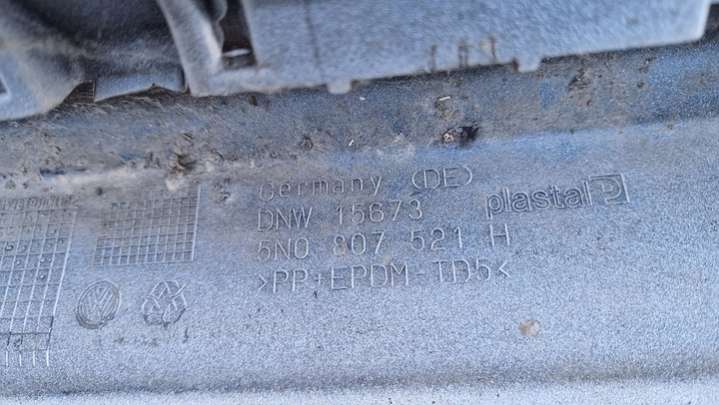 Germany (DE)
plastal
DNW 15673
5N0 807 521 H
>PP+EPDM-TD5<